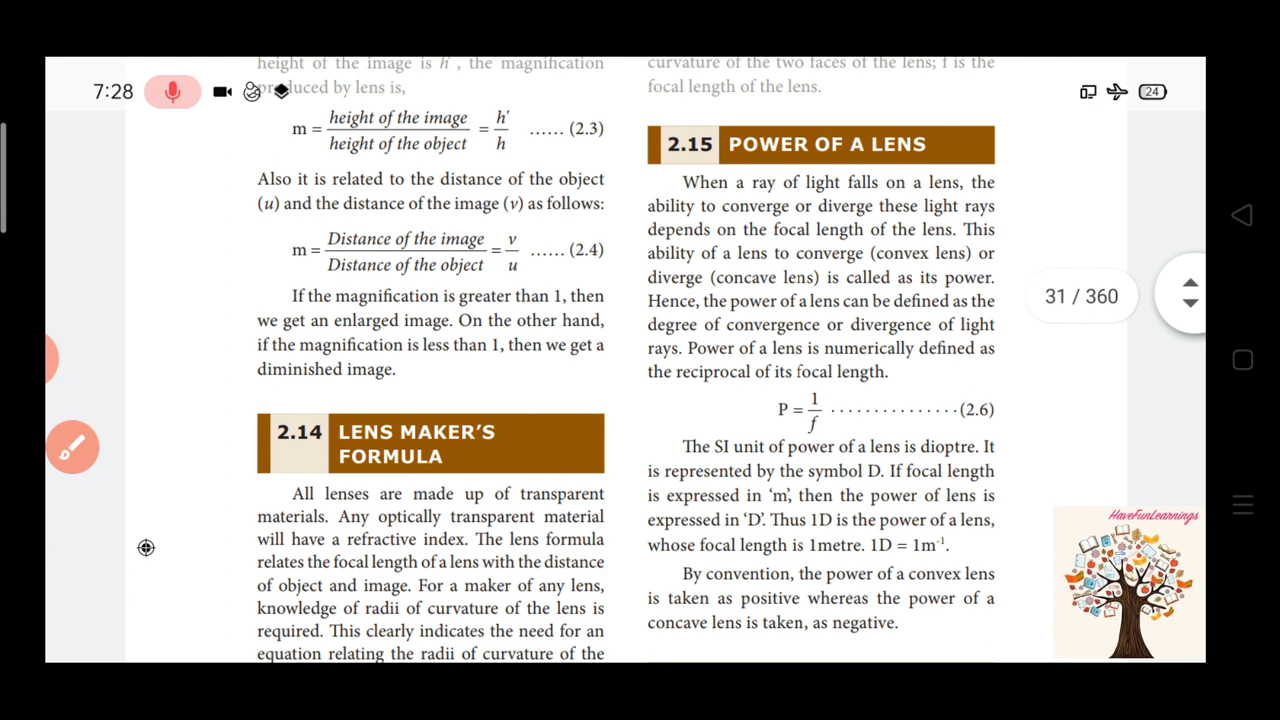 7:28
24
height of the image is h', the magnification
produced by lens is,
m = height of the image / height of the object = h' / h ...... (2.3)
Also it is related to the distance of the object
(u) and the distance of the image (v) as follows:
m = Distance of the image / Distance of the object = v / u ...... (2.4)
If the magnification is greater than 1, then
we get an enlarged image. On the other hand,
if the magnification is less than 1, then we get a
diminished image.
2.14 LENS MAKER'S
FORMULA
All lenses are made up of transparent
materials. Any optically transparent material
will have a refractive index. The lens formula
relates the focal length of a lens with the distance
of object and image. For a maker of any lens,
knowledge of radii of curvature of the lens is
required. This clearly indicates the need for an
equation relating the radii of curvature of the
curvature of the two faces of the lens; f is the
focal length of the lens.
2.15 POWER OF A LENS
When a ray of light falls on a lens, the
ability to converge or diverge these light rays
depends on the focal length of the lens. This
ability of a lens to converge (convex lens) or
diverge (concave lens) is called as its power.
Hence, the power of a lens can be defined as the
degree of convergence or divergence of light
rays. Power of a lens is numerically defined as
the reciprocal of its focal length.
P = 1 / f ...............(2.6)
The SI unit of power of a lens is dioptre. It
is represented by the symbol D. If focal length
is expressed in ‘m’, then the power of lens is
expressed in ‘D’. Thus 1D is the power of a lens,
whose focal length is 1metre. 1D = 1m⁻¹.
By convention, the power of a convex lens
is taken as positive whereas the power of a
concave lens is taken, as negative.
31 / 360
HaveFunLearnings